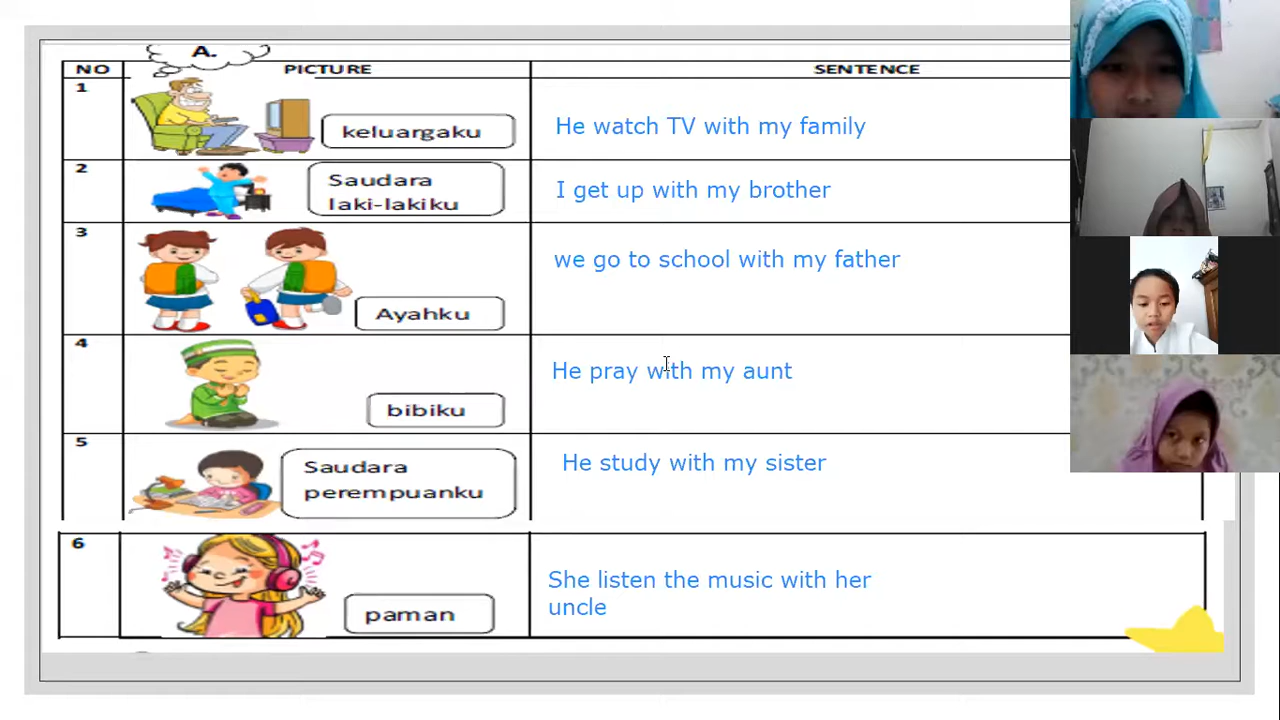 A.
NO PICTURE SENTENCE
1
keluargaku
He watch TV with my family
2
Saudara
laki-lakiku
I get up with my brother
3
Ayahku
we go to school with my father
4
bibiku
He pray with my aunt
5
Saudara
perempuanku
He study with my sister
6
paman
She listen the music with her
uncle